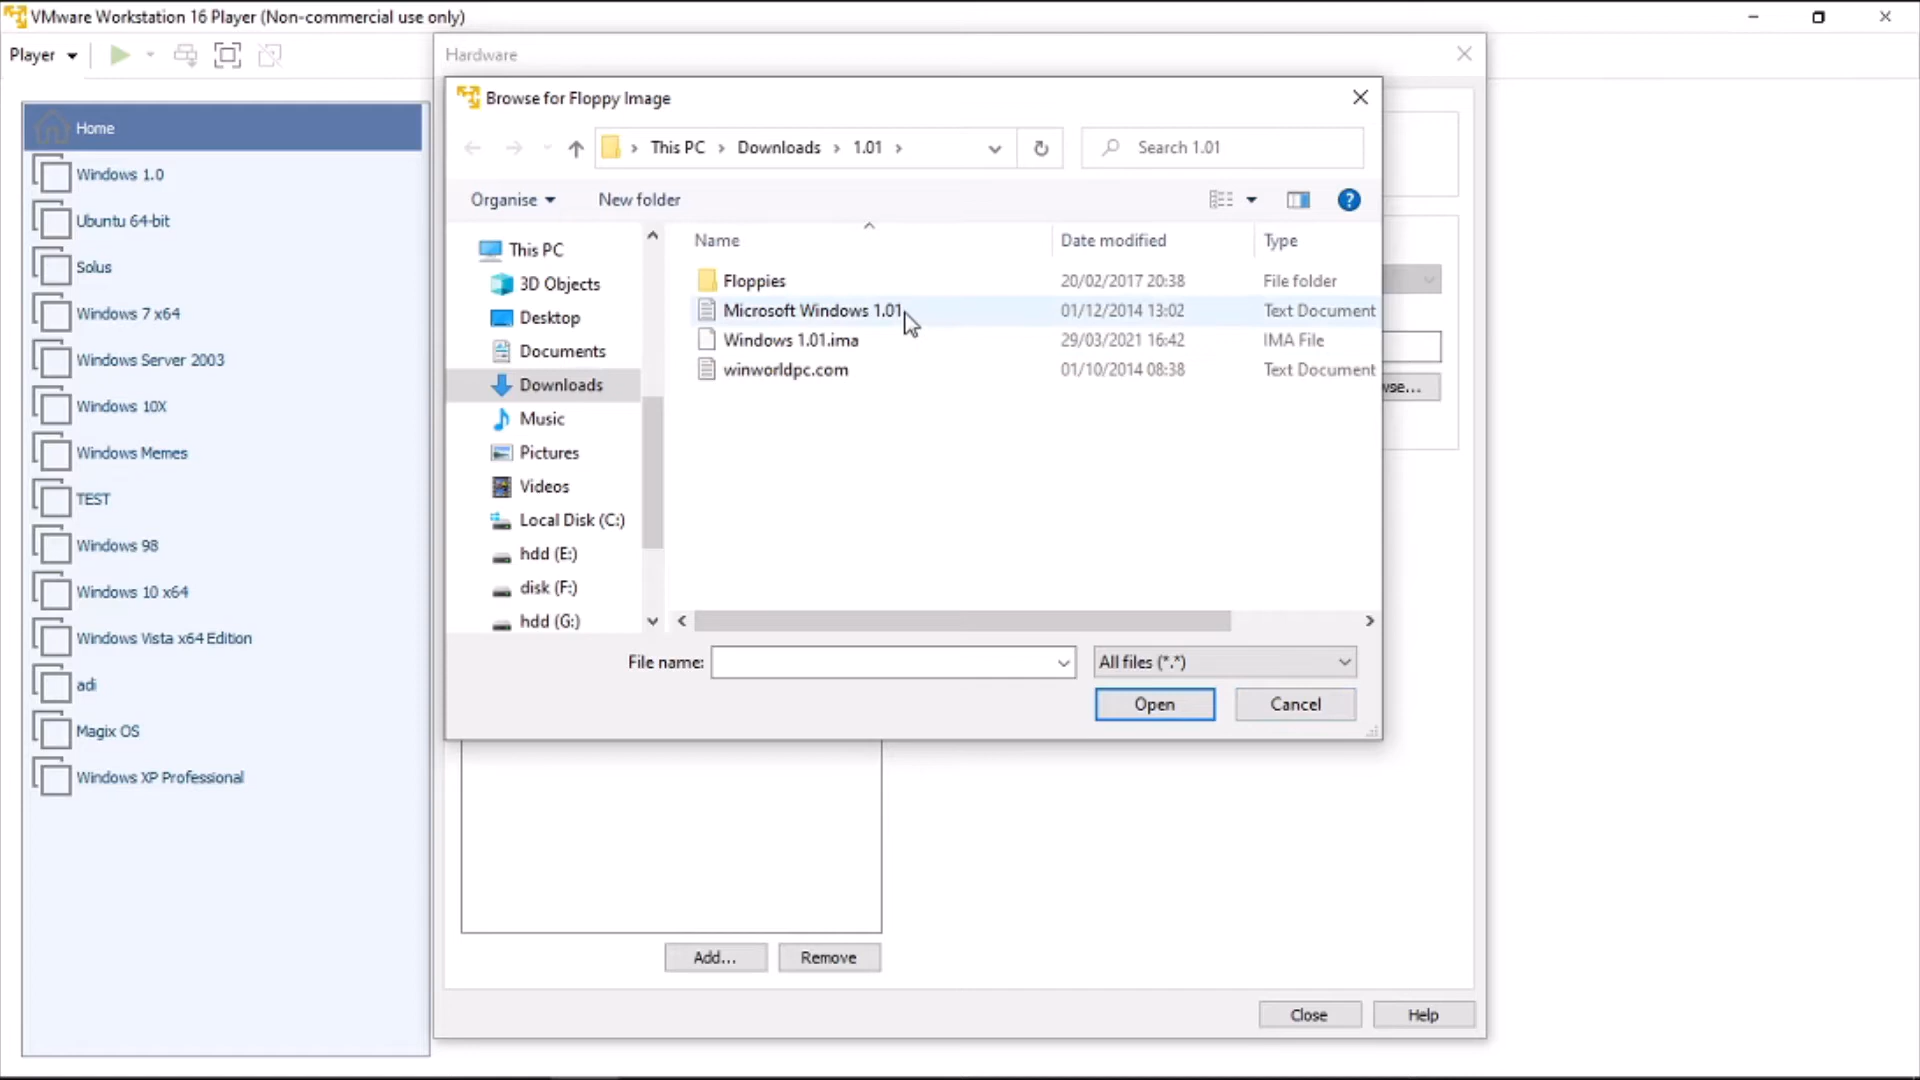 VMware Workstation 16 Player (Non-commercial use only)
Player
Hardware
Browse for Floppy Image
This PC > Downloads > 1.01 >
Search 1.01
Organise
New folder
Name
Date modified
Type
Floppies
20/02/2017 20:38
File folder
Microsoft Windows 1.01
01/12/2014 13:02
Text Document
Windows 1.01.ima
29/03/2021 16:42
IMA File
winworldpc.com
01/10/2014 08:38
Text Document
This PC
3D Objects
Desktop
Documents
Downloads
Music
Pictures
Videos
Local Disk (C:)
hdd (E:)
disk (F:)
hdd (G:)
File name:
All files (*.*)
Open
Cancel
Home
Windows 1.0
Ubuntu 64-bit
Solus
Windows 7 x64
Windows Server 2003
Windows 10X
Windows Memes
TEST
Windows 98
Windows 10 x64
Windows Vista x64 Edition
adi
Magix OS
Windows XP Professional
Add...
Remove
Close
Help